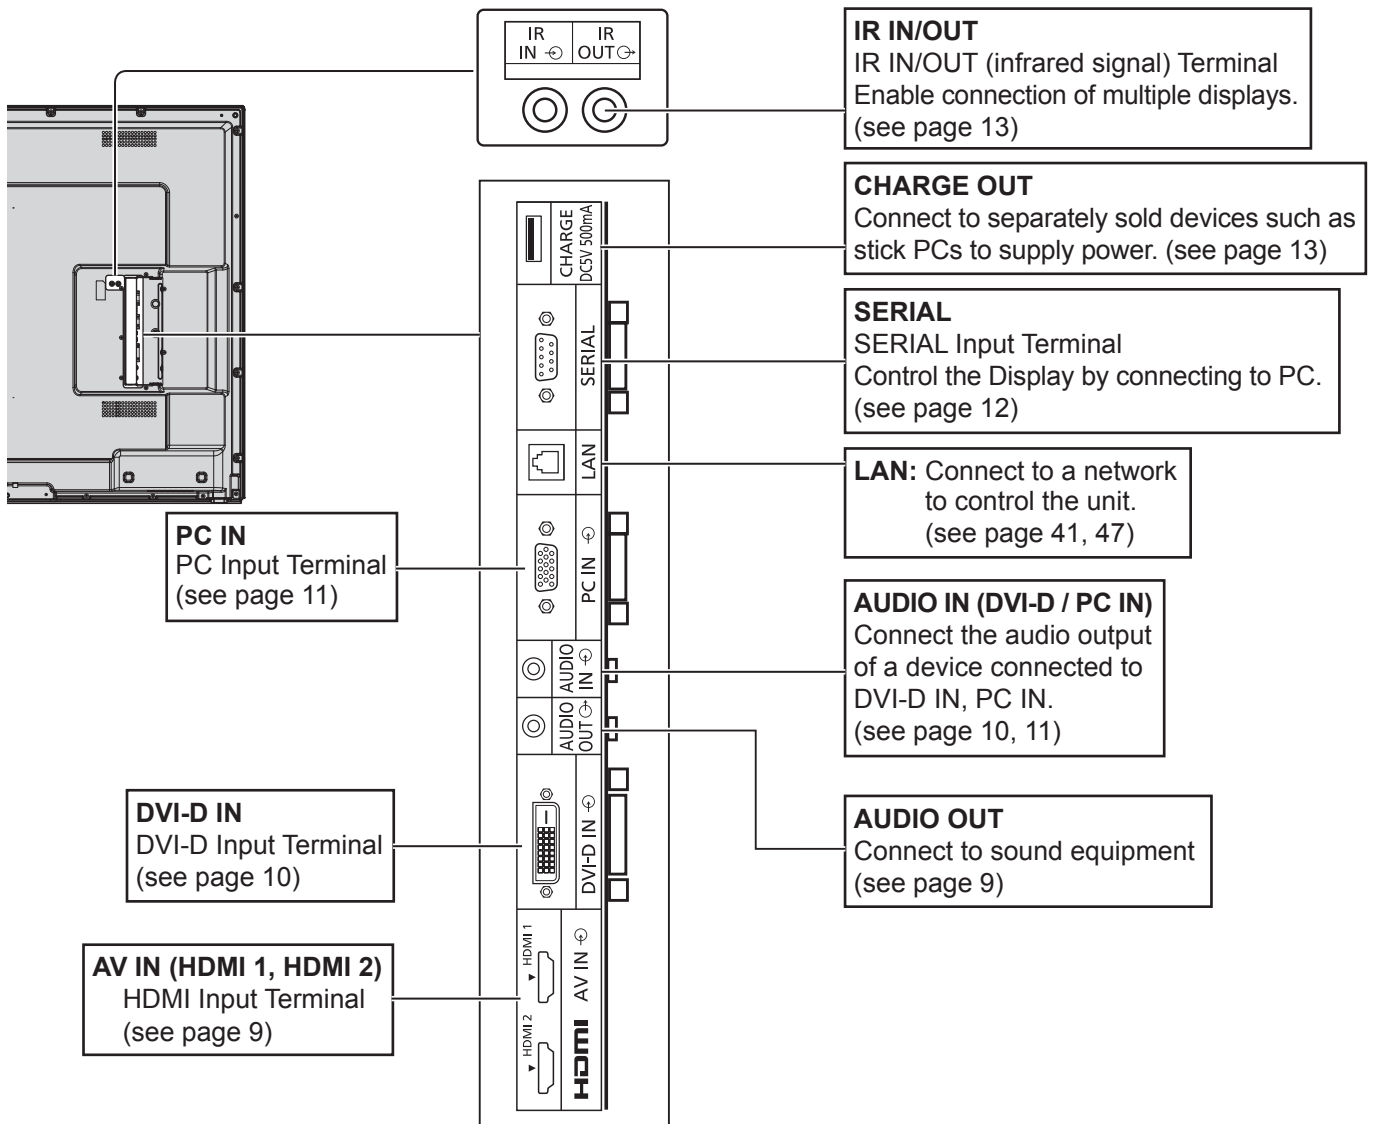 IR
IN
IR
OUT
IR IN/OUT
IR IN/OUT (infrared signal) Terminal
Enable connection of multiple displays.
(see page 13)
CHARGE OUT
Connect to separately sold devices such as
stick PCs to supply power. (see page 13)
SERIAL
SERIAL Input Terminal
Control the Display by connecting to PC.
(see page 12)
LAN: Connect to a network
to control the unit.
(see page 41, 47)
AUDIO IN (DVI-D / PC IN)
Connect the audio output
of a device connected to
DVI-D IN, PC IN.
(see page 10, 11)
AUDIO OUT
Connect to sound equipment
(see page 9)
CHARGE
DC5V 500mA
SERIAL
LAN
PC IN
AUDIO
IN
AUDIO
OUT
DVI-D IN
HDMI 1
AV IN
HDMI 2
HDMI
PC IN
PC Input Terminal
(see page 11)
DVI-D IN
DVI-D Input Terminal
(see page 10)
AV IN (HDMI 1, HDMI 2)
HDMI Input Terminal
(see page 9)